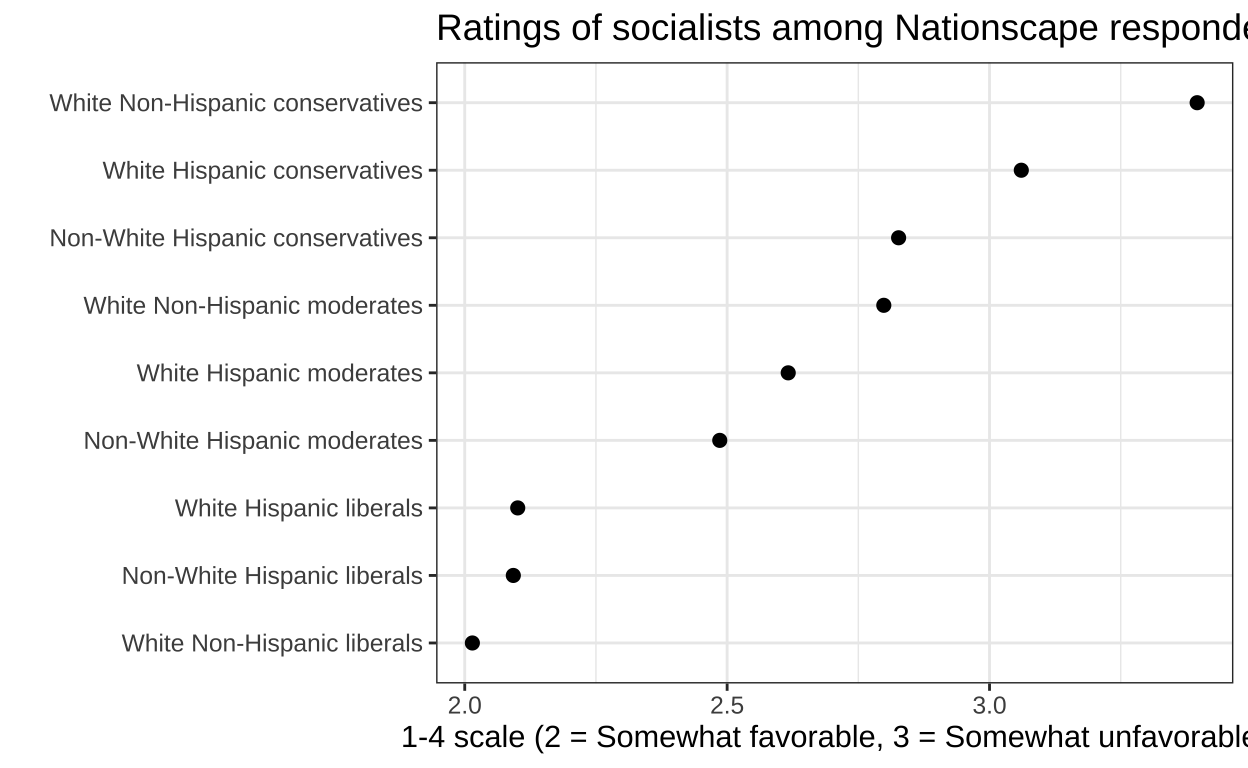 Ratings of socialists among Nationscape
White Non-Hispanic conservatives
White Hispanic conservatives
Non-White Hispanic conservatives
White Non-Hispanic moderates
White Hispanic moderates
Non-White Hispanic moderates
White Hispanic liberals
Non-White Hispanic liberals
White Non-Hispanic liberals
2.0 2.5 3.0
1-4 scale (2 = Somewhat favorable, 3 = Somewhat unfavorable